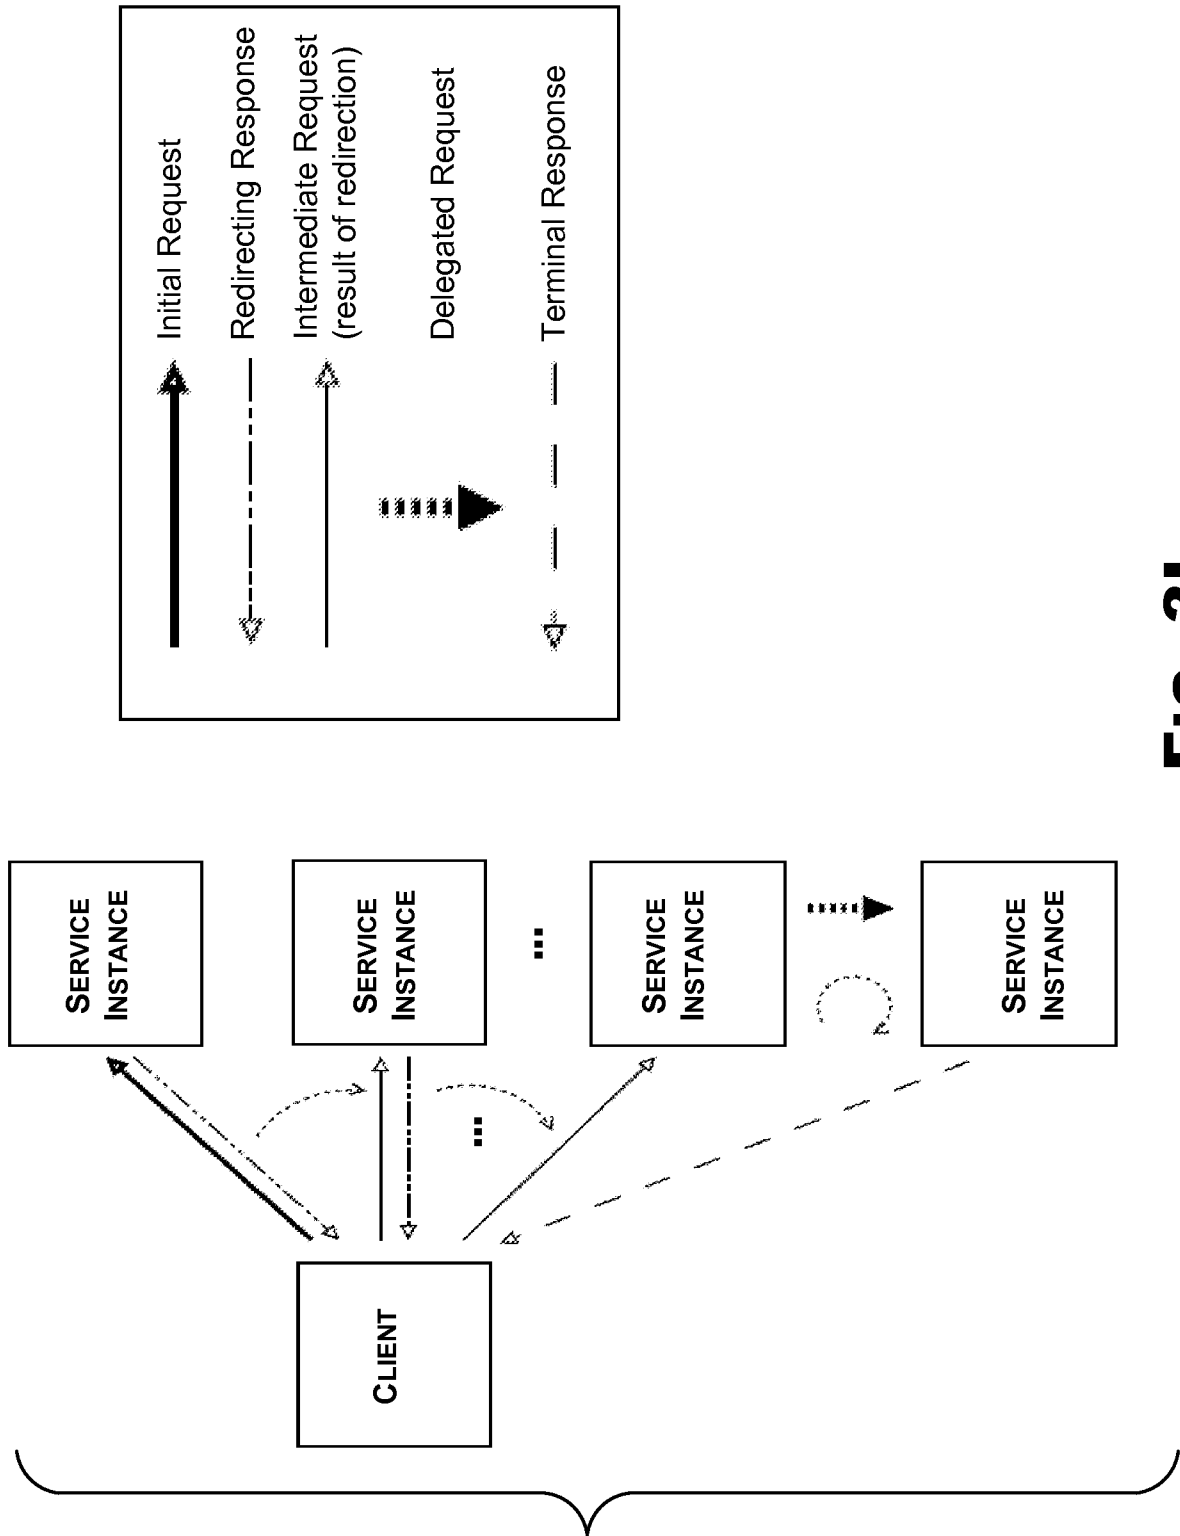 CLIENT
SERVICE
INSTANCE
SERVICE
INSTANCE
...
...
SERVICE
INSTANCE
SERVICE
INSTANCE
Initial Request
Redirecting Response
Intermediate Request
(result of redirection)
Delegated Request
Terminal Response